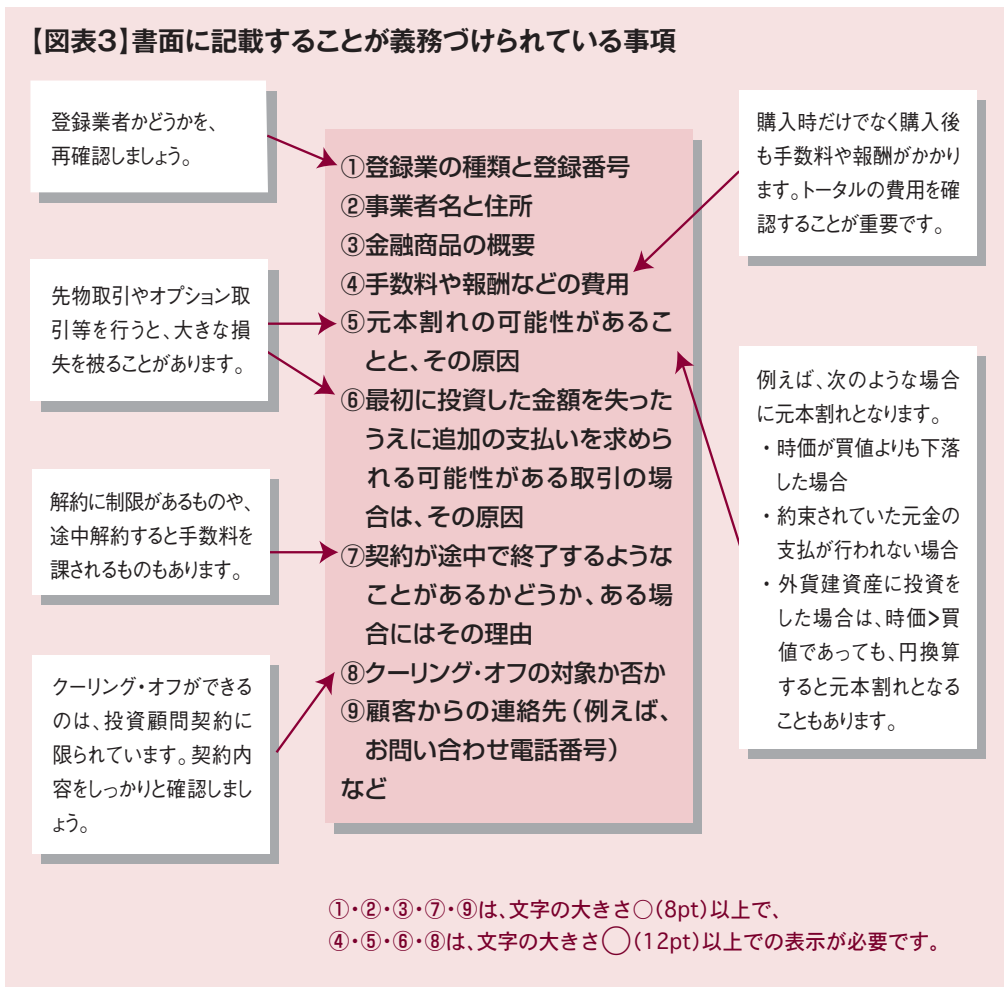 【図表3】書面に記載することが義務づけられている事項
登録業者かどうかを、
再確認しましょう。
先物取引やオプション取
引等を行うと、大きな損
失を被ることがあります。
解約に制限があるものや、
途中解約すると手数料を
課されるものもあります。
クーリング・オフができる
のは、投資顧問契約に
限られています。契約内
容をしっかりと確認しまし
ょう。
①登録業の種類と登録番号
②事業者名と住所
③金融商品の概要
④手数料や報酬などの費用
⑤元本割れの可能性があるこ
とと、その原因
⑥最初に投資した金額を失った
うえに追加の支払いを求めら
れる可能性がある取引の場
合は、その原因
⑦契約が途中で終了するような
ことがあるかどうか、ある場
合にはその理由
⑧クーリング・オフの対象か否か
⑨顧客からの連絡先（例えば、
お問い合わせ電話番号）
など
購入時だけでなく購入後
も手数料や報酬がかかり
ます。トータルの費用を確
認することが重要です。
例えば、次のような場合
に元本割れとなります。
・時価が買値よりも下落
した場合
・約束されていた元金の
支払が行われない場合
・外貨建資産に投資を
した場合は、時価>買
値であっても、円換算
すると元本割れとなる
こともあります。
①・②・③・⑦・⑨は、文字の大きさ○(8pt)以上で、
④・⑤・⑥・⑧は、文字の大きさ◯(12pt)以上での表示が必要です。